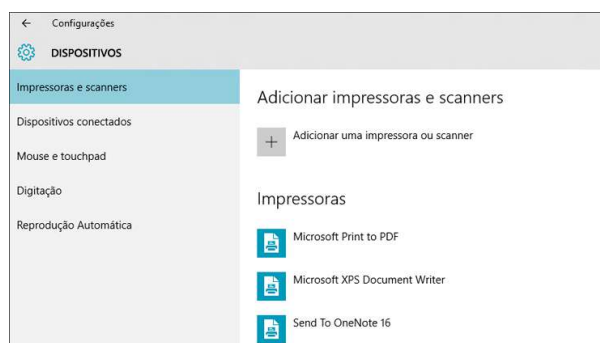 Configurações
DISPOSITIVOS
Impressoras e scanners
Dispositivos conectados
Mouse e touchpad
Digitação
Reprodução Automática
Adicionar impressoras e scanners
Adicionar uma impressora ou scanner
Impressoras
Microsoft Print to PDF
Microsoft XPS Document Writer
Send To OneNote 16